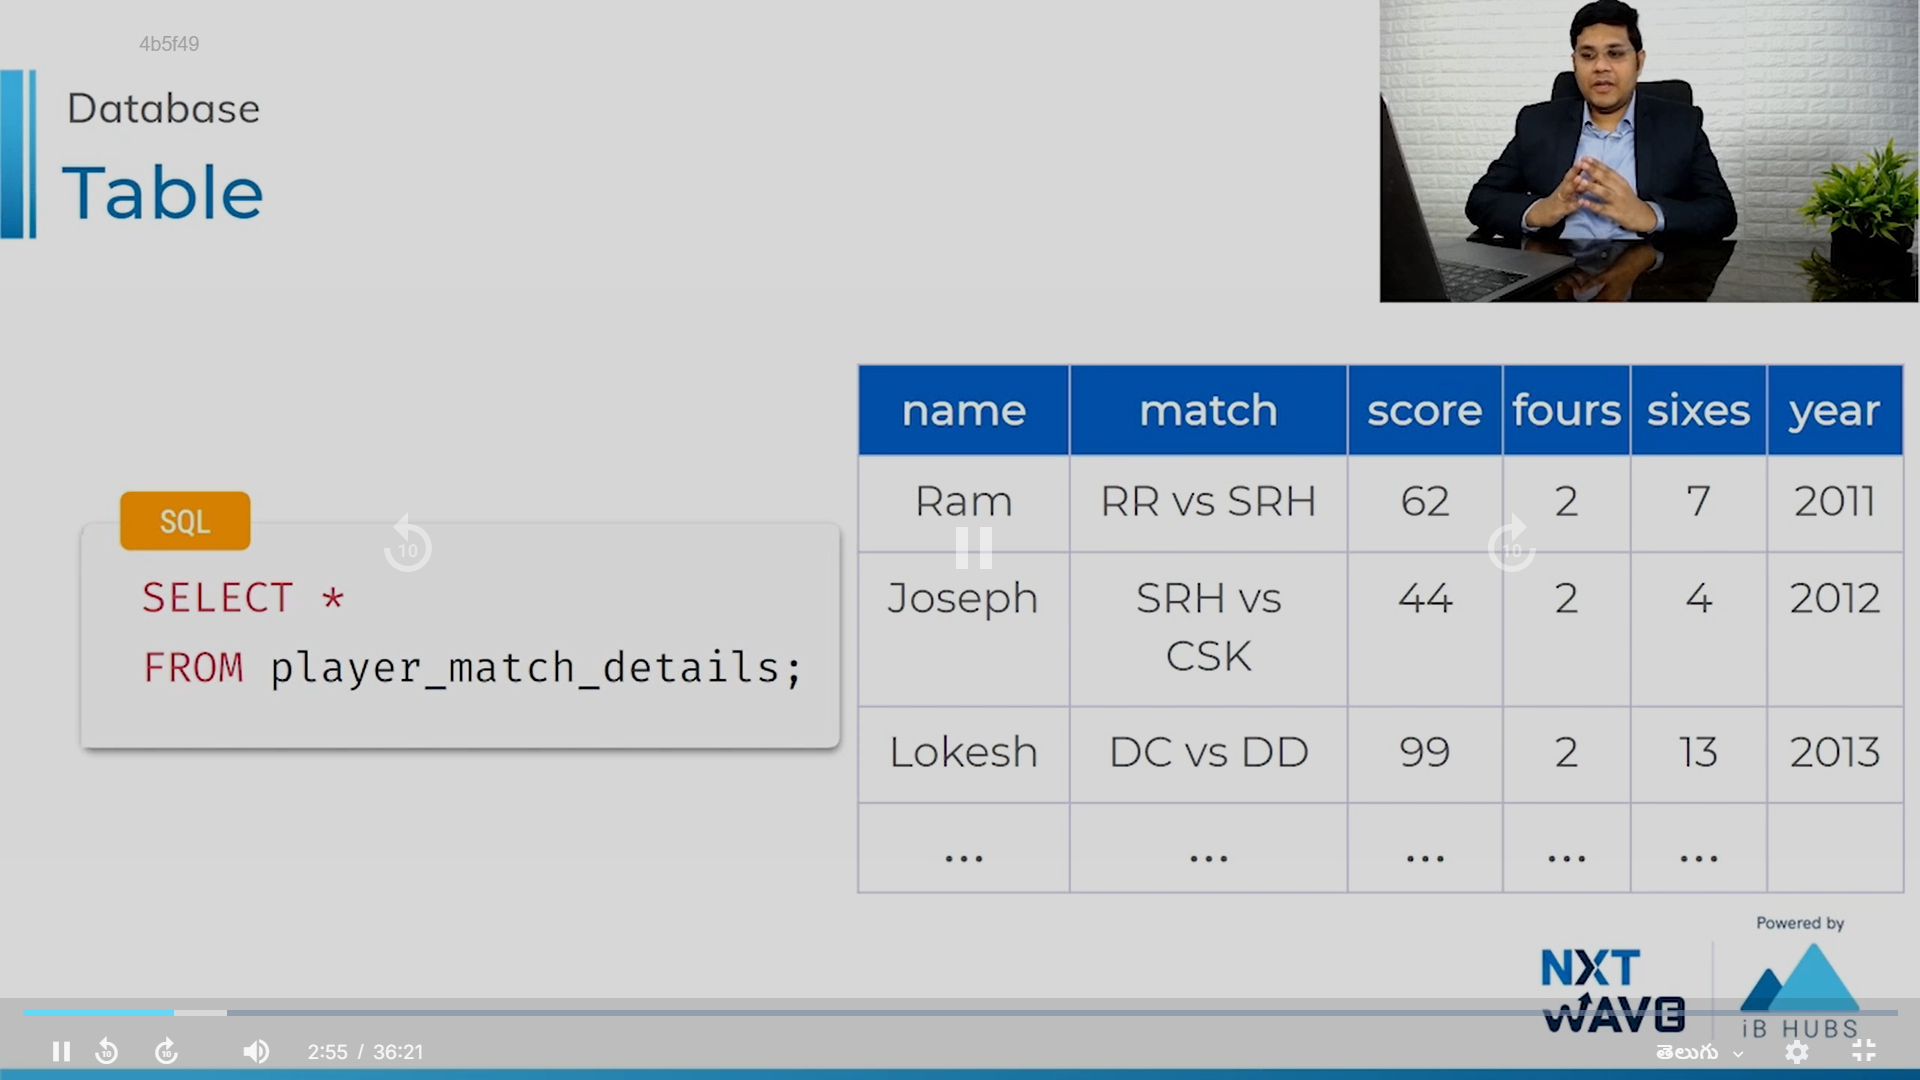 4b5f49
Database
Table
SQL
SELECT *
FROM player_match_details;
name match score fours sixes year
Ram RR vs SRH 62 2 7 2011
Joseph SRH vs CSK 44 2 4 2012
Lokesh DC vs DD 99 2 13 2013
... ... ... ... ...
10
10
Powered by
NXT WAVE
iB HUBS
10 10 2:55 / 36:21 తెలుగు